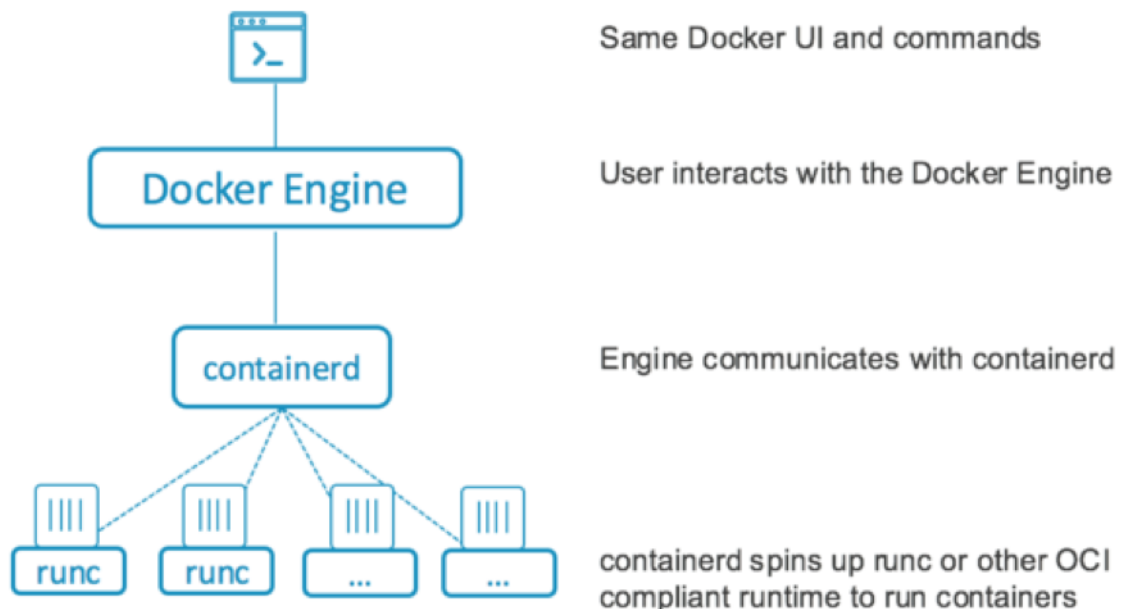 >_
Same Docker UI and commands
Docker Engine
User interacts with the Docker Engine
containerd
Engine communicates with containerd
runc
runc
...
...
containerd spins up runc or other OCI
compliant runtime to run containers